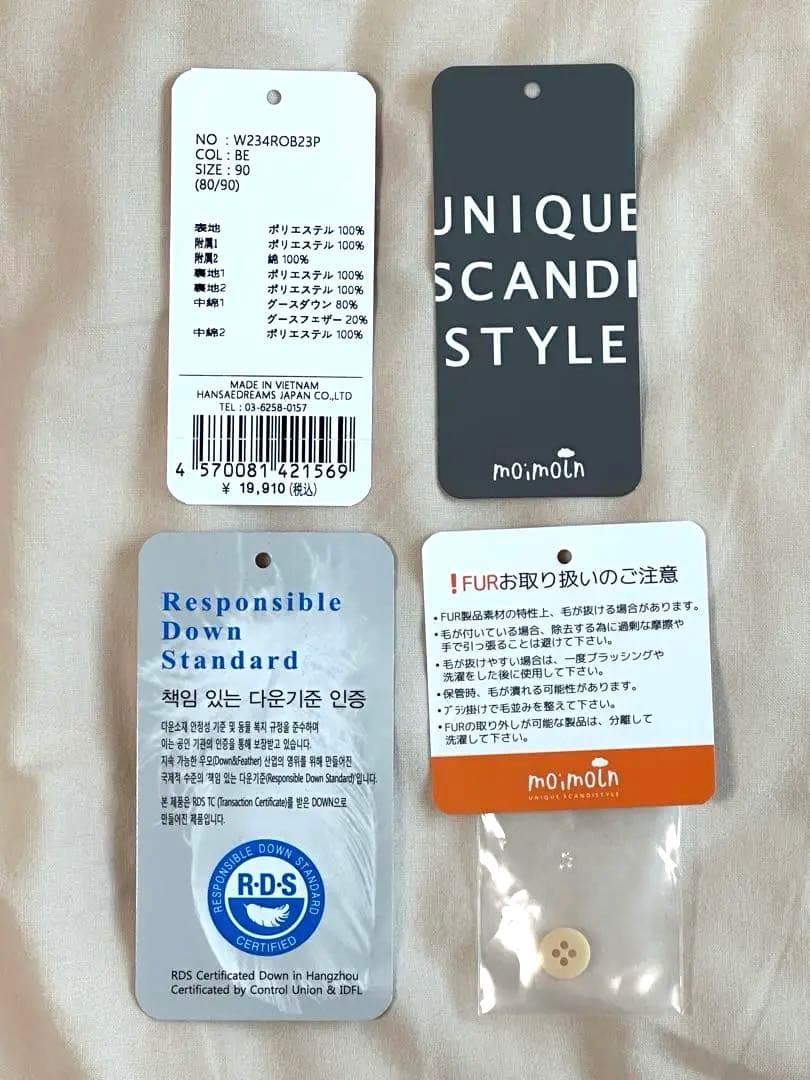 NO : W234ROB23P
COL : BE
SIZE : 90
(80/90)
表地 ポリエステル 100%
附属1 ポリエステル 100%
附属2 綿 100%
裏地1 ポリエステル 100%
裏地2 ポリエステル 100%
中綿1 グースダウン 80%
グースフェザー 20%
中綿2 ポリエステル 100%
MADE IN VIETNAM
HANSAEDREAMS JAPAN CO.,LTD
TEL : 03-6258-0157
4 570081 421569
¥ 19,910 (税込)
UNIQUE
SCANDI
STYLE
moimoln
Responsible
Down
Standard
책임 있는 다운기준 인증
다운소재 안정성 기준 및 동물 복지 규정을 준수하며
이는 공인 기관의 인증을 통해 보장받고 있습니다.
지속 가능한 우모(Down&Feather) 산업의 영위를 위해 만들어진
국제적 수준의 '책임 있는 다운기준(Responsible Down Standard)'입니다.
본 제품은 RDS TC (Transaction Certificate)를 받은 DOWN으로
만들어진 제품입니다.
RESPONSIBLE DOWN STANDARD
R·D·S
CERTIFIED
RDS Certificated Down in Hangzhou
Certificated by Control Union & IDFL
!FURお取り扱いのご注意
•FUR製品素材の特性上、毛が抜ける場合があります。
•毛が付いている場合、除去する為に過剰な摩擦や
手で引っ張ることは避けて下さい。
•毛が抜けやすい場合は、一度ブラッシングや
洗濯をした後に使用して下さい。
•保管時、毛が潰れる可能性があります。
•ブラシ掛けで毛並みを整えて下さい。
•FURの取り外しが可能な製品は、分離して
洗濯して下さい。
moimoln
UNIQUE SCANDISTYLE